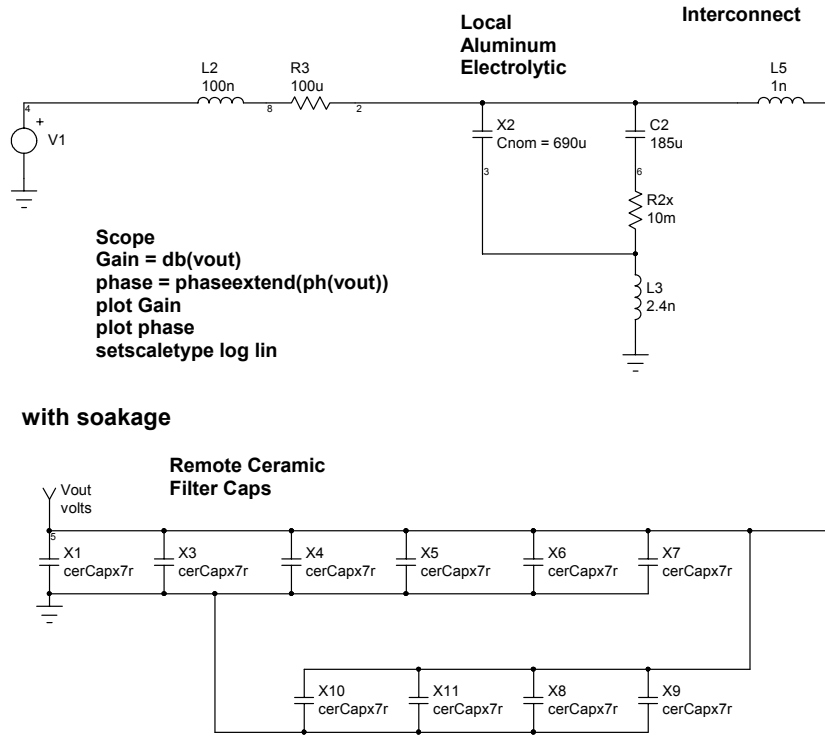 Interconnect
Local
Aluminum
Electrolytic
L2
100n
R3
100u
L5
1n
4
8
2
+
V1
X2
Cnom = 690u
3
C2
185u
6
R2x
10m
L3
2.4n
Scope
Gain = db(vout)
phase = phaseextend(ph(vout))
plot Gain
plot phase
setscaletype log lin
with soakage
Remote Ceramic
Filter Caps
Vout
volts
5
X1
cerCapx7r
X3
cerCapx7r
X4
cerCapx7r
X5
cerCapx7r
X6
cerCapx7r
X7
cerCapx7r
X10
cerCapx7r
X11
cerCapx7r
X8
cerCapx7r
X9
cerCapx7r